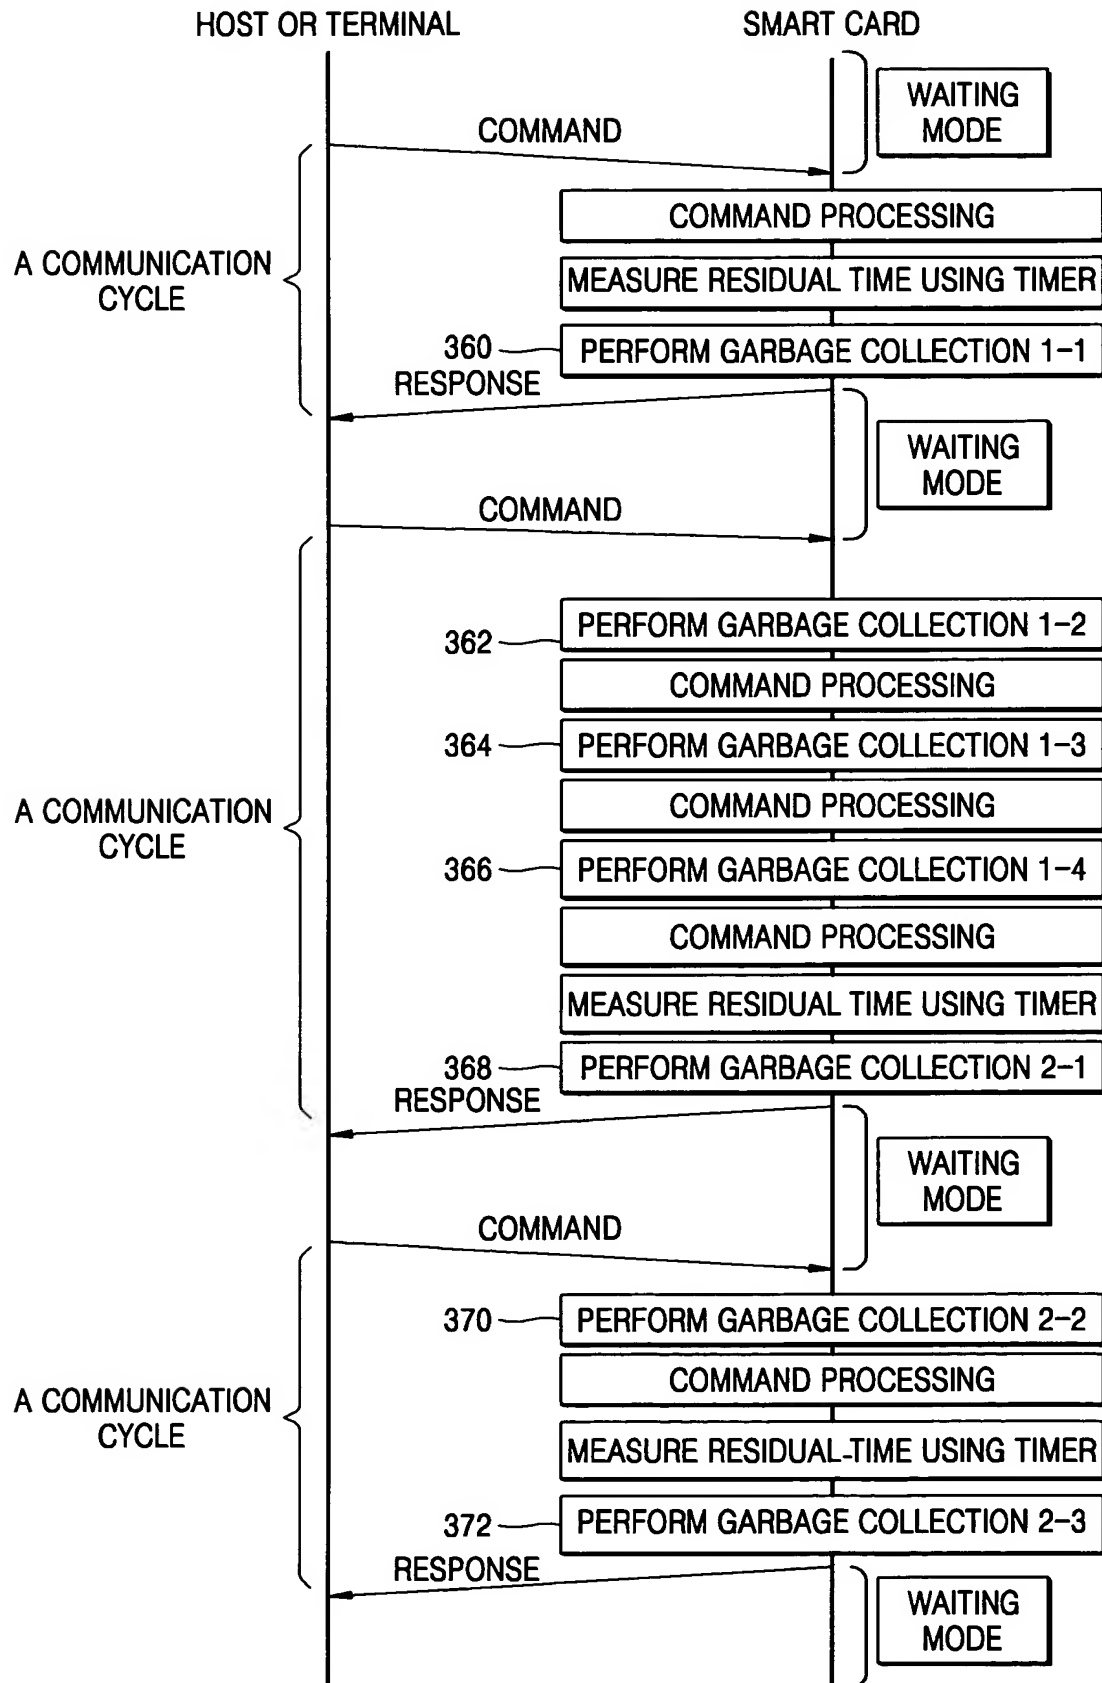 HOST OR TERMINAL
SMART CARD
WAITING
MODE
COMMAND
COMMAND PROCESSING
A COMMUNICATION
CYCLE
MEASURE RESIDUAL TIME USING TIMER
360
PERFORM GARBAGE COLLECTION 1-1
RESPONSE
WAITING
MODE
COMMAND
PERFORM GARBAGE COLLECTION 1-2
362
COMMAND PROCESSING
364
PERFORM GARBAGE COLLECTION 1-3
COMMAND PROCESSING
A COMMUNICATION
CYCLE
366
PERFORM GARBAGE COLLECTION 1-4
COMMAND PROCESSING
MEASURE RESIDUAL TIME USING TIMER
368
PERFORM GARBAGE COLLECTION 2-1
RESPONSE
WAITING
MODE
COMMAND
370
PERFORM GARBAGE COLLECTION 2-2
COMMAND PROCESSING
A COMMUNICATION
CYCLE
MEASURE RESIDUAL-TIME USING TIMER
372
PERFORM GARBAGE COLLECTION 2-3
RESPONSE
WAITING
MODE